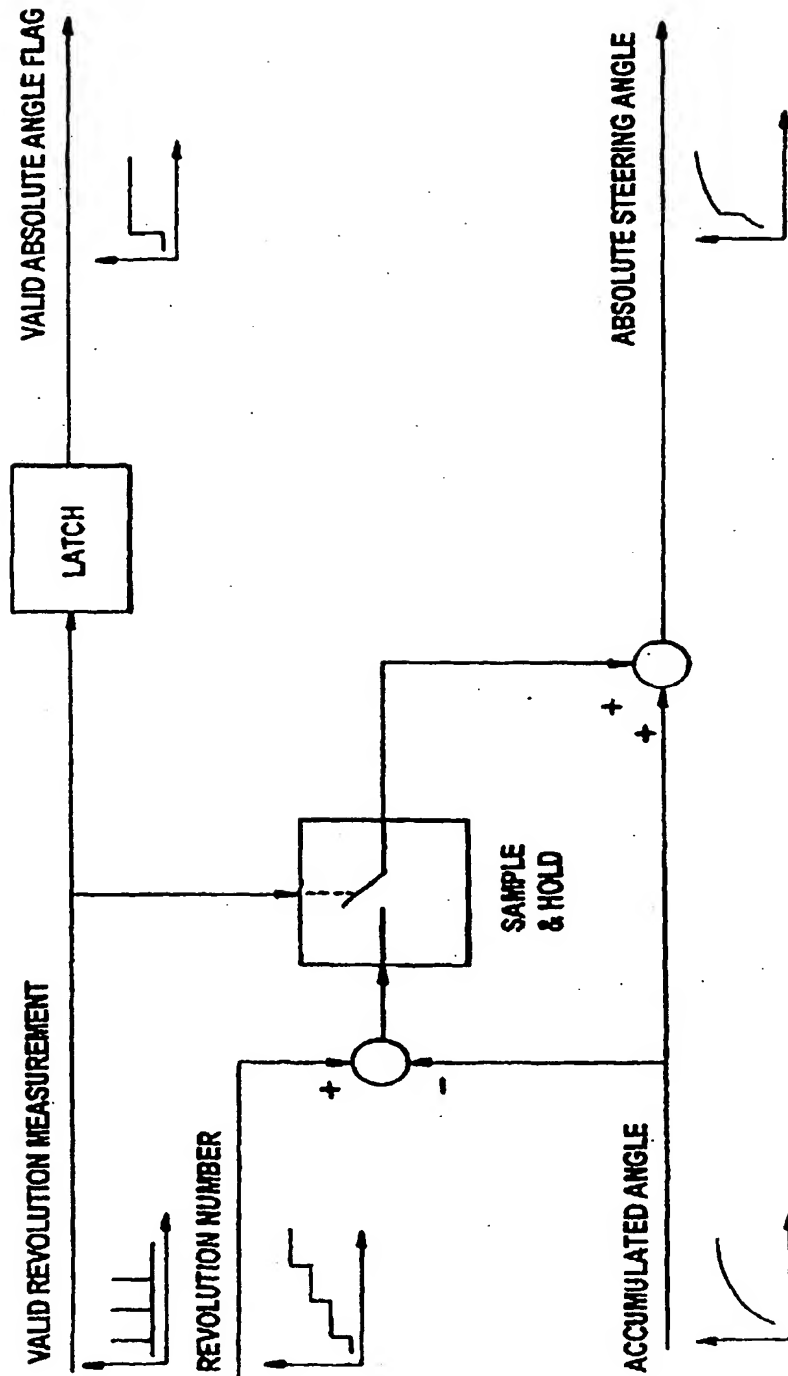 VALID REVOLUTION MEASUREMENT
LATCH
VALID ABSOLUTE ANGLE FLAG
REVOLUTION NUMBER
+
-
SAMPLE
& HOLD
+
+
ACCUMULATED ANGLE
ABSOLUTE STEERING ANGLE